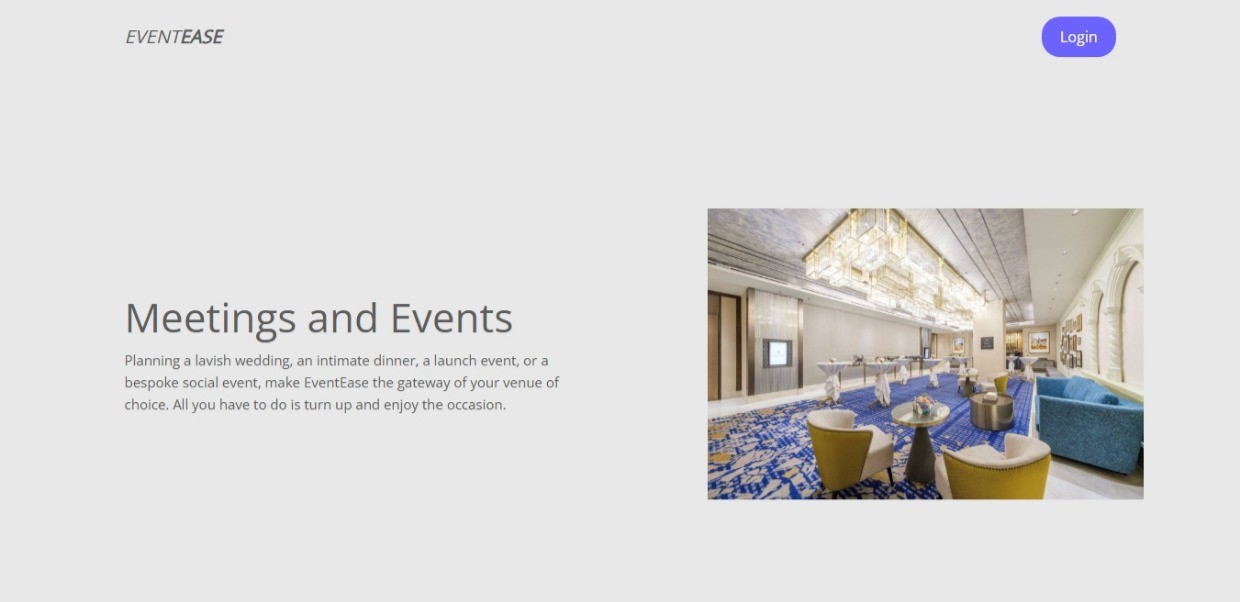 EVENTEASE
Login
Meetings and Events
Planning a lavish wedding, an intimate dinner, a launch event, or a
bespoke social event, make EventEase the gateway of your venue of
choice. All you have to do is turn up and enjoy the occasion.